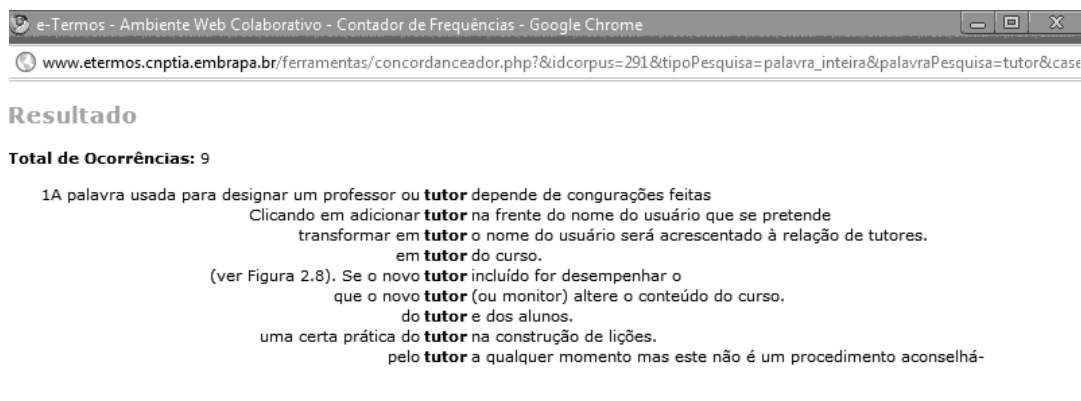 e-Termos - Ambiente Web Colaborativo - Contador de Frequências - Google Chrome
www.etermos.cnptia.embrapa.br/ferramentas/concordanceador.php?&idcorpus=291&tipoPesquisa=palavra_inteira&palavraPesquisa=tutor&case
Resultado
Total de Ocorrências: 9
1A palavra usada para designar um professor ou tutor depende de congurações feitas
Clicando em adicionar tutor na frente do nome do usuário que se pretende
transformar em tutor o nome do usuário será acrescentado à relação de tutores.
em tutor do curso.
(ver Figura 2.8). Se o novo tutor incluído for desempenhar o
que o novo tutor (ou monitor) altere o conteúdo do curso.
do tutor e dos alunos.
uma certa prática do tutor na construção de lições.
pelo tutor a qualquer momento mas este não é um procedimento aconselhá-